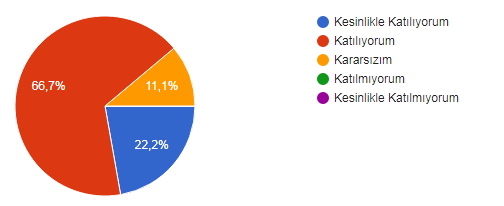 Kesinlikle Katılıyorum
Katılıyorum
Kararsızım
Katılmıyorum
Kesinlikle Katılmıyorum
66,7%
11,1%
22,2%